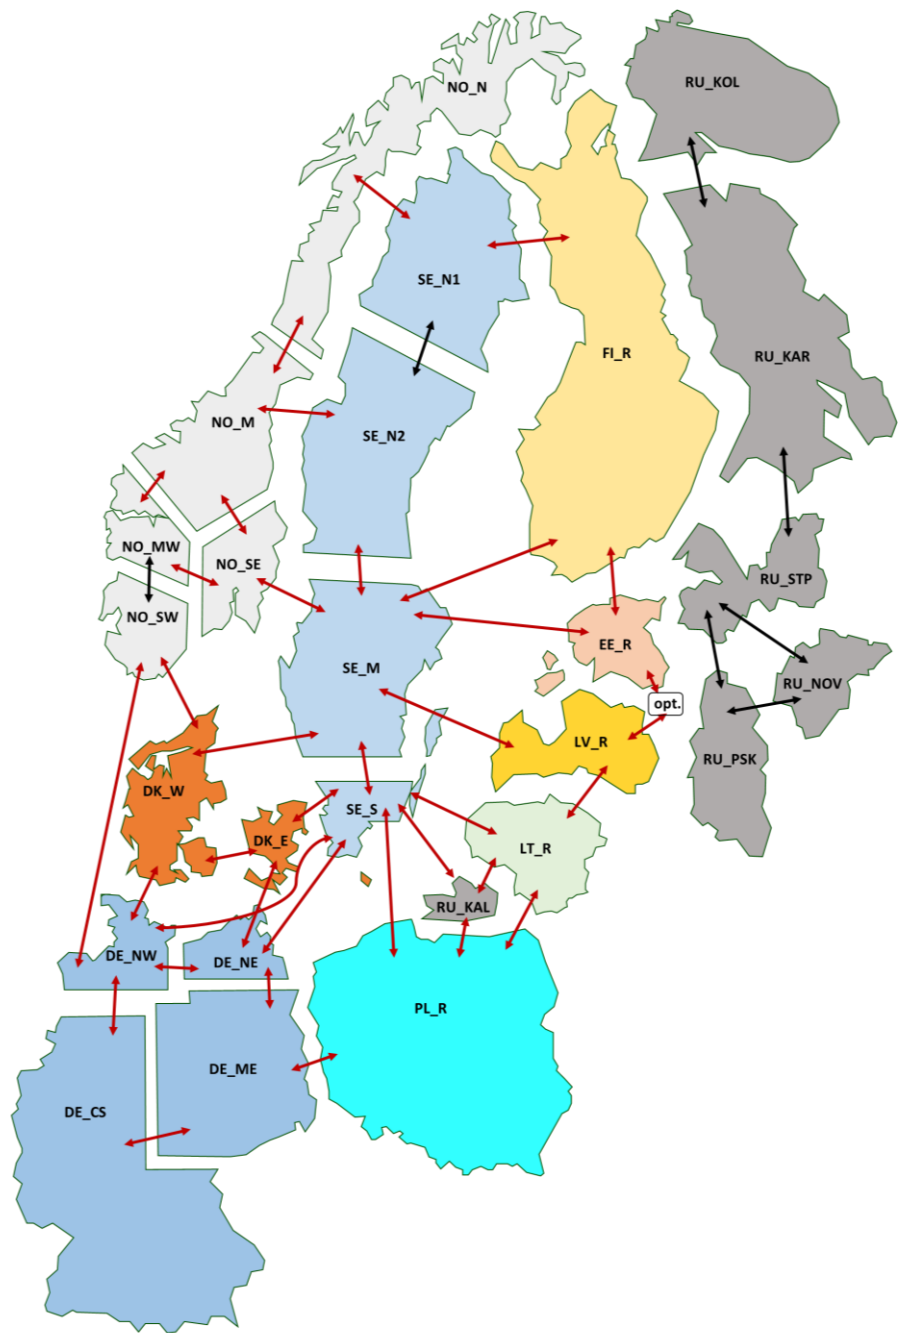 NO_N
RU_KOL
SE_N1
FI_R
RU_KAR
NO_M
SE_N2
NO_MW
NO_SE
RU_STP
NO_SW
EE_R
SE_M
RU_NOV
opt.
LV_R
RU_PSK
DK_W
SE_S
DK_E
LT_R
RU_KAL
DE_NW
DE_NE
PL_R
DE_ME
DE_CS